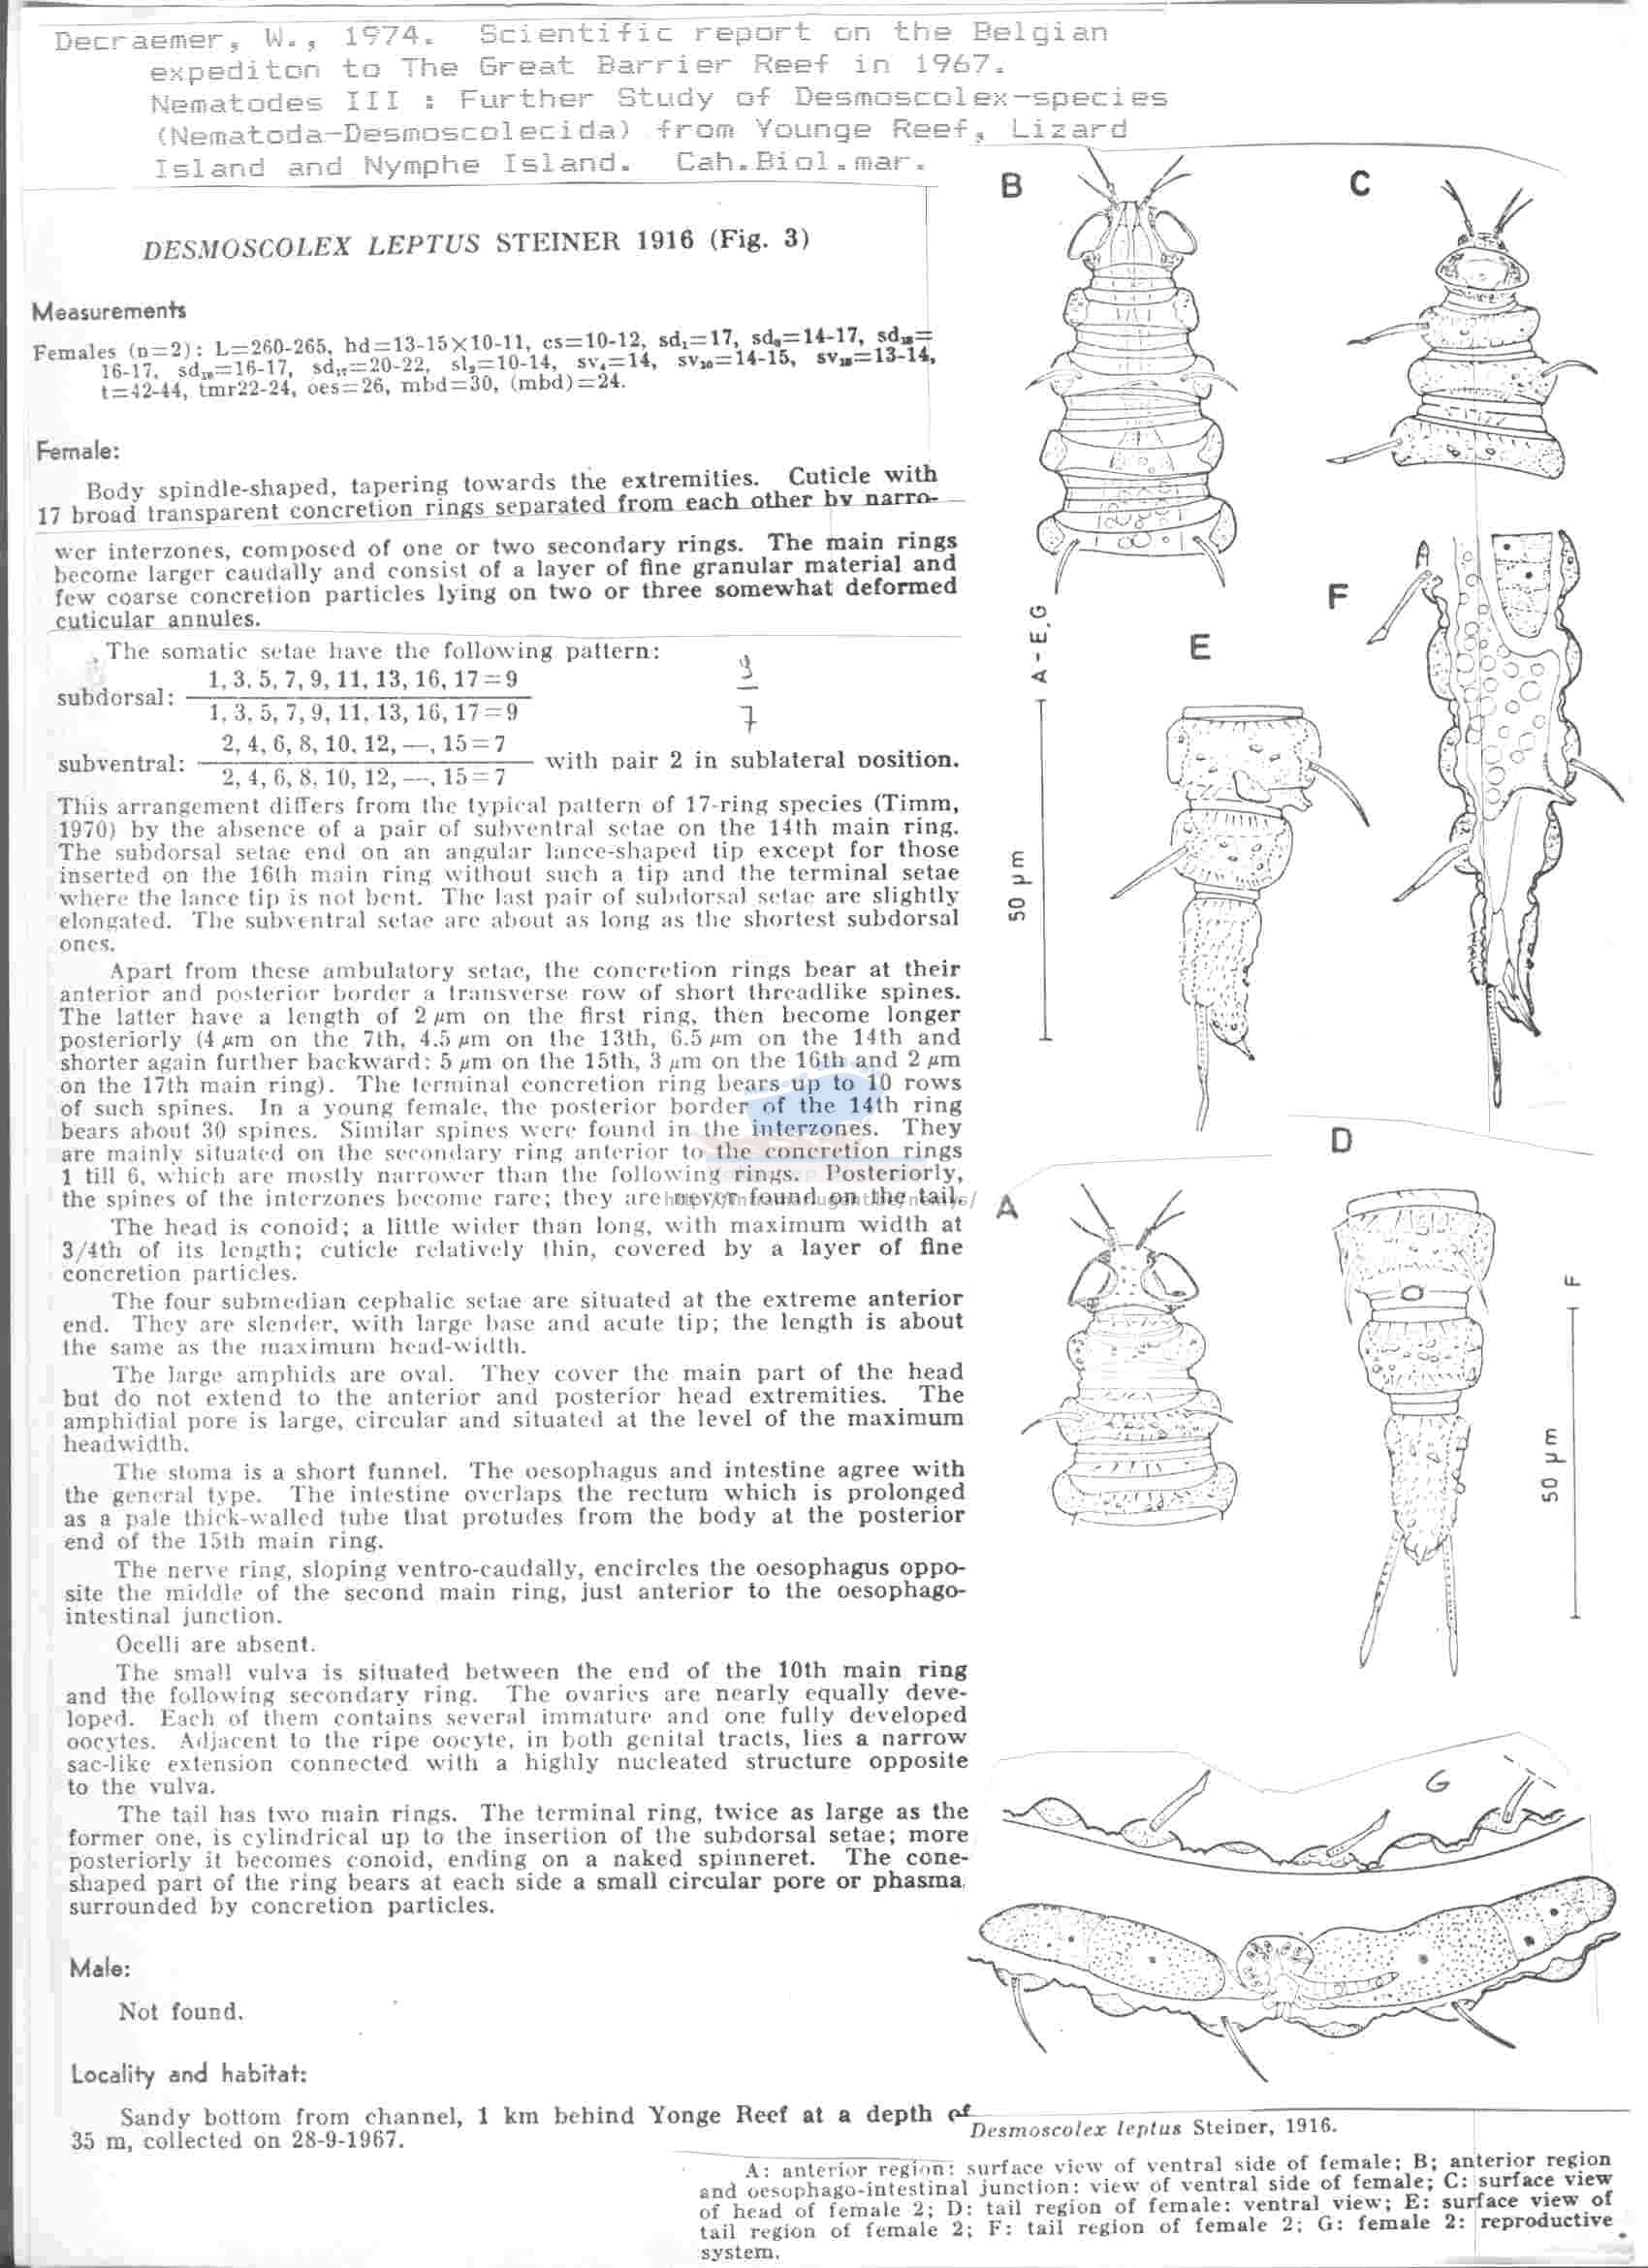 Decraemer, W., 1974. Scientific report on the Belgian
expediton to The Great Barrier Reef in 1967.
Nematodes III : Further Study of Desmoscolex-species
(Nematoda-Desmoscolecida) from Younge Reef, Lizard
Island and Nymphe Island. Cah.Biol.mar.
DESMOSCOLEX LEPTUS STEINER 1916 (Fig. 3)
Measurements
Females (n=2): L=260-265, hd=13-15×10-11, cs=10-12, sd₁=17, sd₉=14-17, sd=
16-17, sd₁₆=16-17, sd₁₇=20-22, sl₂=10-14, sv₄=14, sv₁₀=14-15, sv=13-14,
t=42-44, tmr22-24, oes=26, mbd=30, (mbd)=24.
Female:
Body spindle-shaped, tapering towards the extremities. Cuticle with
17 broad transparent concretion rings separated from each other by narro-
wer interzones, composed of one or two secondary rings. The main rings
become larger caudally and consist of a layer of fine granular material and
few coarse concretion particles lying on two or three somewhat deformed
cuticular annules.
The somatic setae have the following pattern:
subdorsal: 1, 3, 5, 7, 9, 11, 13, 16, 17=9
1, 3, 5, 7, 9, 11, 13, 16, 17=9
9
7
subventral: 2, 4, 6, 8, 10, 12, —, 15=7 with pair 2 in sublateral position.
2, 4, 6, 8, 10, 12, —, 15=7
This arrangement differs from the typical pattern of 17-ring species (Timm,
1970) by the absence of a pair of subventral setae on the 14th main ring.
The subdorsal setae end on an angular lance-shaped tip except for those
inserted on the 16th main ring without such a tip and the terminal setae
where the lance tip is not bent. The last pair of subdorsal setae are slightly
elongated. The subventral setae are about as long as the shortest subdorsal
ones.
Apart from these ambulatory setae, the concretion rings bear at their
anterior and posterior border a transverse row of short threadlike spines.
The latter have a length of 2 μm on the first ring, then become longer
posteriorly (4 μm on the 7th, 4.5 μm on the 13th, 6.5 μm on the 14th and
shorter again further backward: 5 μm on the 15th, 3 μm on the 16th and 2 μm
on the 17th main ring). The terminal concretion ring bears up to 10 rows
of such spines. In a young female, the posterior border of the 14th ring
bears about 30 spines. Similar spines were found in the interzones. They
are mainly situated on the secondary ring anterior to the concretion rings
1 till 6, which are mostly narrower than the following rings. Posteriorly,
the spines of the interzones become rare; they are never found on the tail.
The head is conoid; a little wider than long, with maximum width at
3/4th of its length; cuticle relatively thin, covered by a layer of fine
concretion particles.
The four submedian cephalic setae are situated at the extreme anterior
end. They are slender, with large base and acute tip; the length is about
the same as the maximum head-width.
The large amphids are oval. They cover the main part of the head
but do not extend to the anterior and posterior head extremities. The
amphidial pore is large, circular and situated at the level of the maximum
headwidth.
The stoma is a short funnel. The oesophagus and intestine agree with
the general type. The intestine overlaps the rectum which is prolonged
as a pale thick-walled tube that protudes from the body at the posterior
end of the 15th main ring.
The nerve ring, sloping ventro-caudally, encircles the oesophagus oppo-
site the middle of the second main ring, just anterior to the oesophago-
intestinal junction.
Ocelli are absent.
The small vulva is situated between the end of the 10th main ring
and the following secondary ring. The ovaries are nearly equally deve-
loped. Each of them contains several immature and one fully developed
oocytes. Adjacent to the ripe oocyte, in both genital tracts, lies a narrow
sac-like extension connected with a highly nucleated structure opposite
to the vulva.
The tail has two main rings. The terminal ring, twice as large as the
former one, is cylindrical up to the insertion of the subdorsal setae; more
posteriorly it becomes conoid, ending on a naked spinneret. The cone-
shaped part of the ring bears at each side a small circular pore or phasma
surrounded by concretion particles.
Male:
Not found.
Locality and habitat:
Sandy bottom from channel, 1 km behind Yonge Reef at a depth of
35 m, collected on 28-9-1967.
B
C
A-E,G
50 μm
E
F
D
A
F
50 μm
G
Desmoscolex leptus Steiner, 1916.
A: anterior region: surface view of ventral side of female; B; anterior region
and oesophago-intestinal junction: view of ventral side of female; C: surface view
of head of female 2; D: tail region of female: ventral view; E: surface view of
tail region of female 2; F: tail region of female 2; G: female 2: reproductive
system.